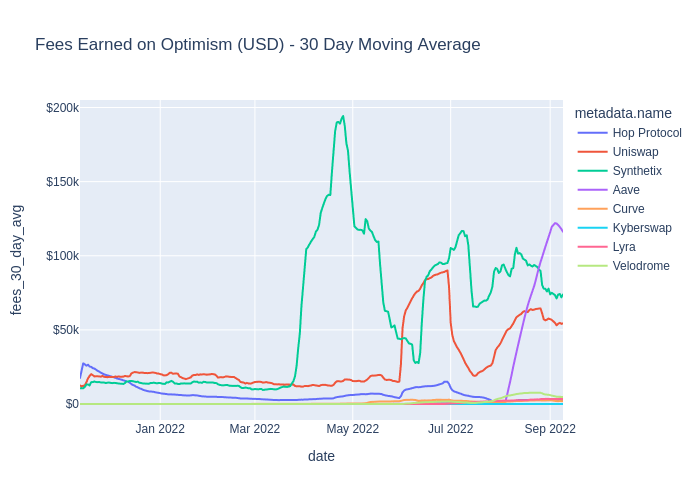 Fees Earned on Optimism (USD) - 30 Day Moving Average
metadata.name
Hop Protocol
Uniswap
Synthetix
Aave
Curve
Kyberswap
Lyra
Velodrome
fees_30_day_avg
$200k
$150k
$100k
$50k
$0
Jan 2022
Mar 2022
May 2022
Jul 2022
Sep 2022
date